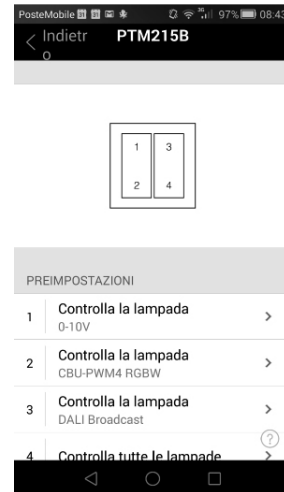 PosteMobile 97% 08:43
Indietr
o
PTM215B
1 3
2 4
PREIMPOSTAZIONI
1 Controlla la lampada
0-10V
2 Controlla la lampada
CBU-PWM4 RGBW
3 Controlla la lampada
DALI Broadcast
?
4 Controlla tutte le lampade